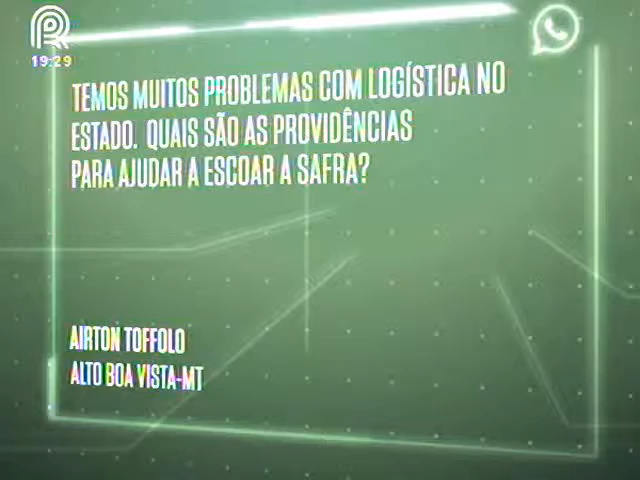 19:29
TEMOS MUITOS PROBLEMAS COM LOGÍSTICA NO
ESTADO. QUAIS SÃO AS PROVIDÊNCIAS
PARA AJUDAR A ESCOAR A SAFRA?
AIRTON TOFFOLO
ALTO BOA VISTA-MT